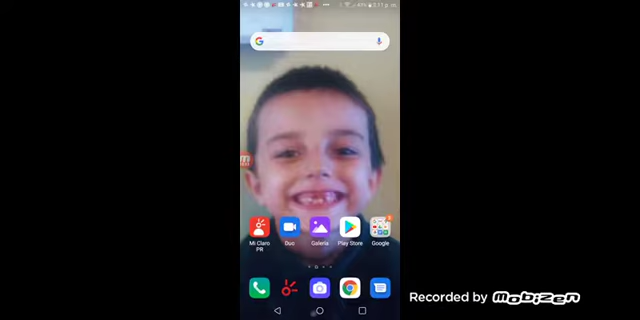 Mi Claro
PR
Duo
Galería
Play Store
Google
Recorded by mobizen